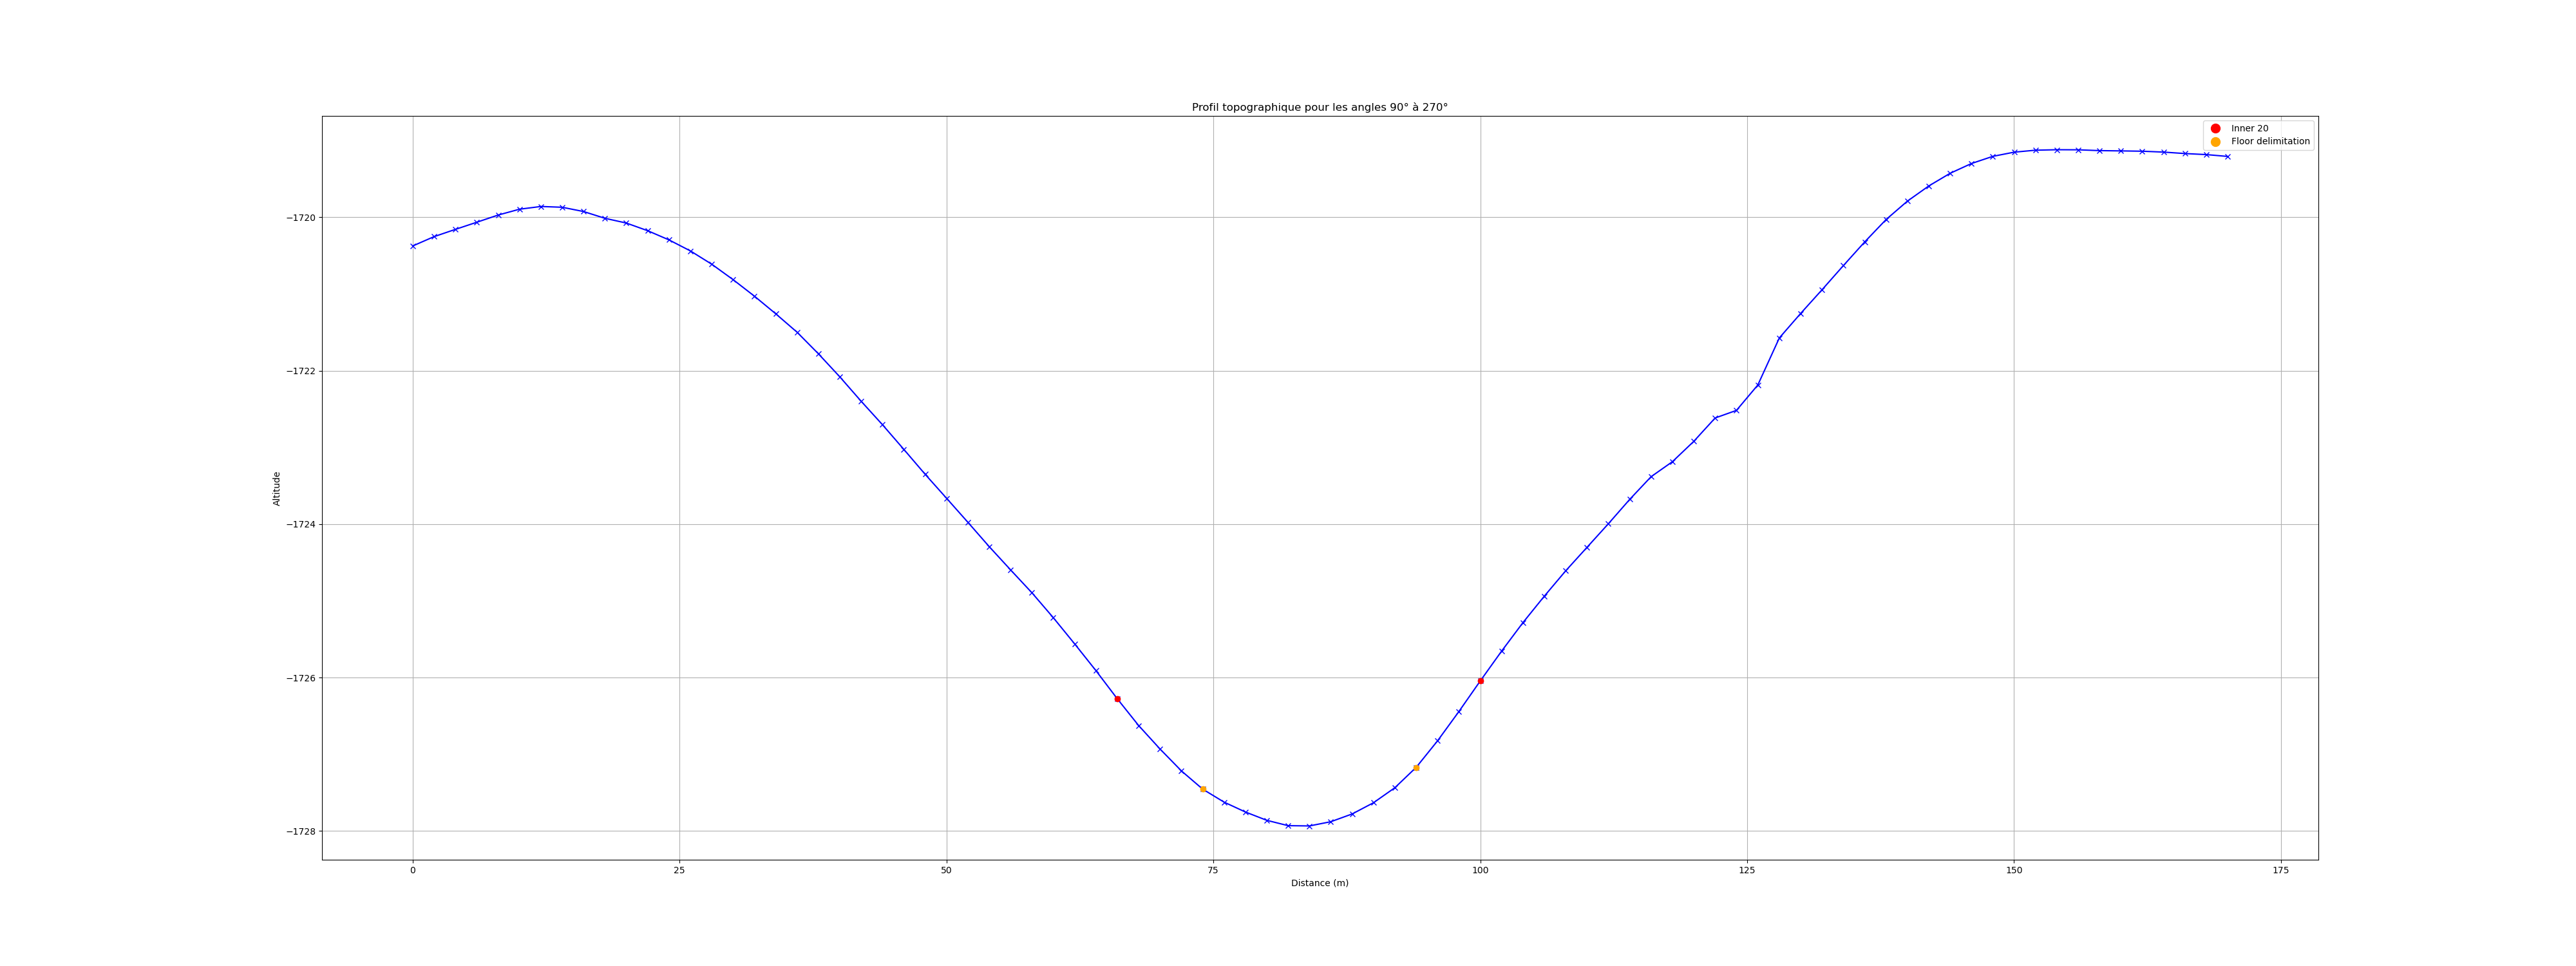 Profil topographique pour les angles 90° à 270°
Inner 20
Floor delimitation
−1720
−1722
−1724
−1726
−1728
Altitude
0 25 50 75 100 125 150 175
Distance (m)